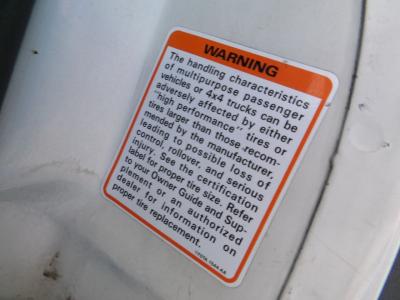 WARNING
The handling characteristics
of multipurpose passenger
vehicles or 4x4 trucks can be
adversely affected by either
"high performance" tires or
tires larger than those recom-
mended by the manufacturer,
leading to possible loss of
control, rollover, and serious
injury. See the certification
label for proper tire size. Refer
to your Owner Guide and Sup-
plement or an authorized
dealer for information on
proper tire replacement.